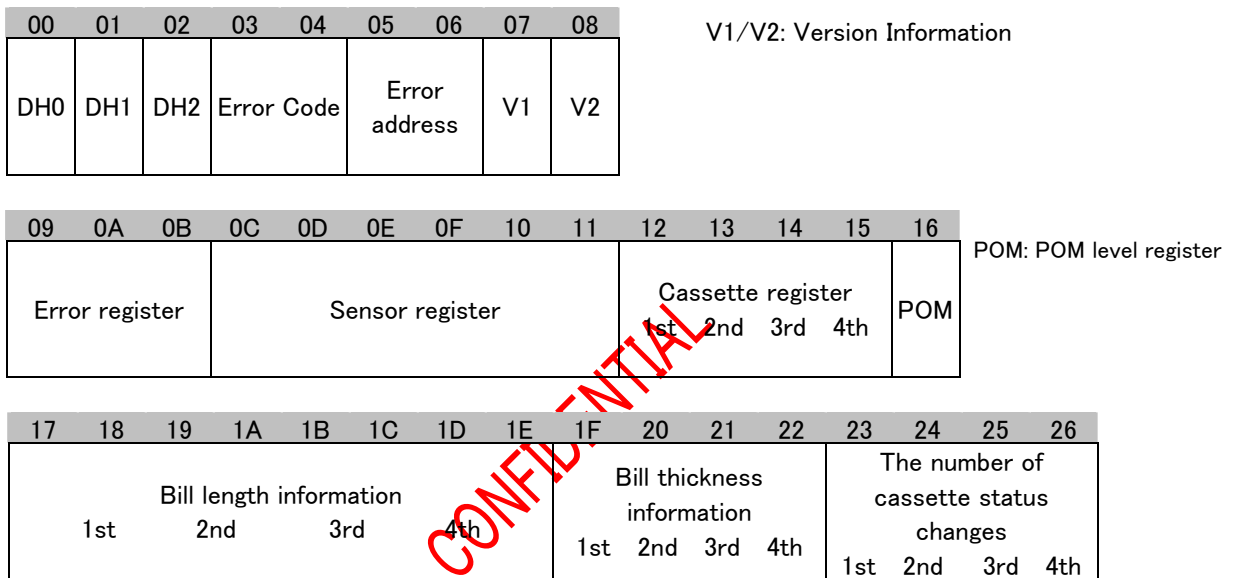 00 01 02 03 04 05 06 07 08
V1/V2: Version Information
DH0 DH1 DH2 Error Code Error address V1 V2
09 0A 0B 0C 0D 0E 0F 10 11 12 13 14 15 16
POM: POM level register
Error register Sensor register Cassette register POM
1st 2nd 3rd 4th
CONFIDENTIAL
17 18 19 1A 1B 1C 1D 1E 1F 20 21 22 23 24 25 26
Bill length information
1st 2nd 3rd 4th
Bill thickness
information
1st 2nd 3rd 4th
The number of
cassette status
changes
1st 2nd 3rd 4th